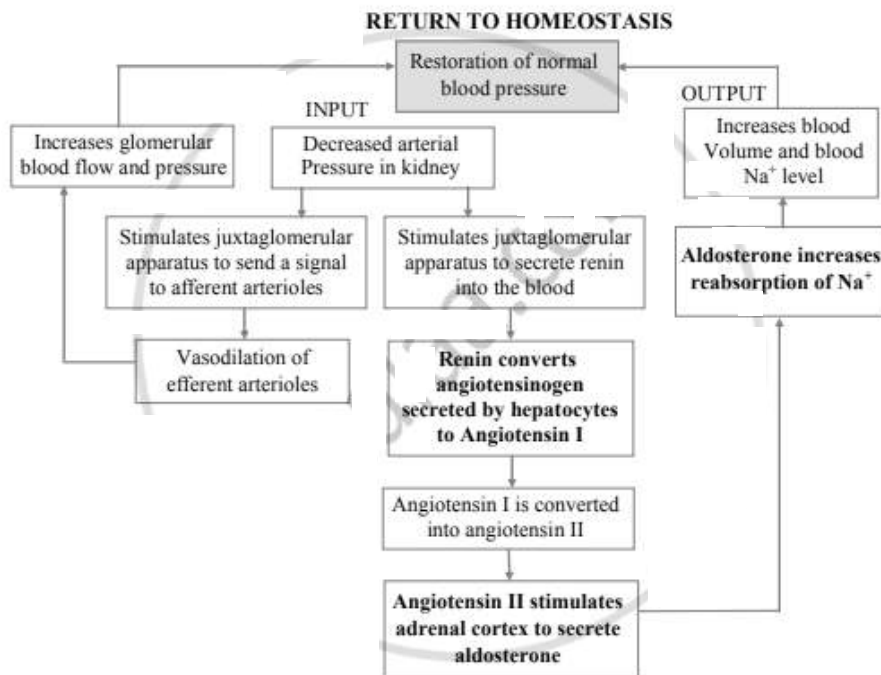 RETURN TO HOMEOSTASIS
Restoration of normal
blood pressure
INPUT
OUTPUT
Increases glomerular
blood flow and pressure
Decreased arterial
Pressure in kidney
Increases blood
Volume and blood
Na⁺ level
Stimulates juxtaglomerular
apparatus to send a signal
to afferent arterioles
Stimulates juxtaglomerular
apparatus to secrete renin
into the blood
Aldosterone increases
reabsorption of Na⁺
Vasodilation of
efferent arterioles
Renin converts
angiotensinogen
secreted by hepatocytes
to Angiotensin I
Angiotensin I is converted
into angiotensin II
Angiotensin II stimulates
adrenal cortex to secrete
aldosterone